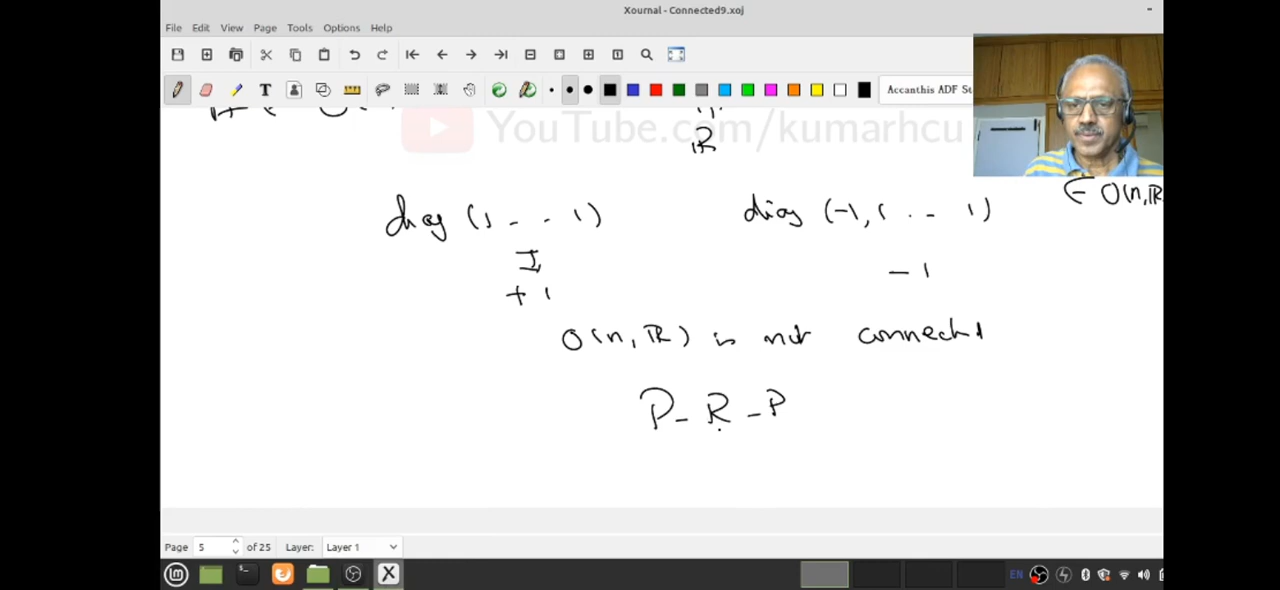 Xournal - Connected9.xoj
File Edit View Page Tools Options Help
Accanthis ADF St
YouTube.com/kumarhcu
ℝ
∈ O(n,ℝ
diag (1, - - 1) diag (-1, 1 .. - 1)
I
+1 -1
O(n, ℝ) is not connected
P - R - P
Page 5 of 25 Layer: Layer 1
EN